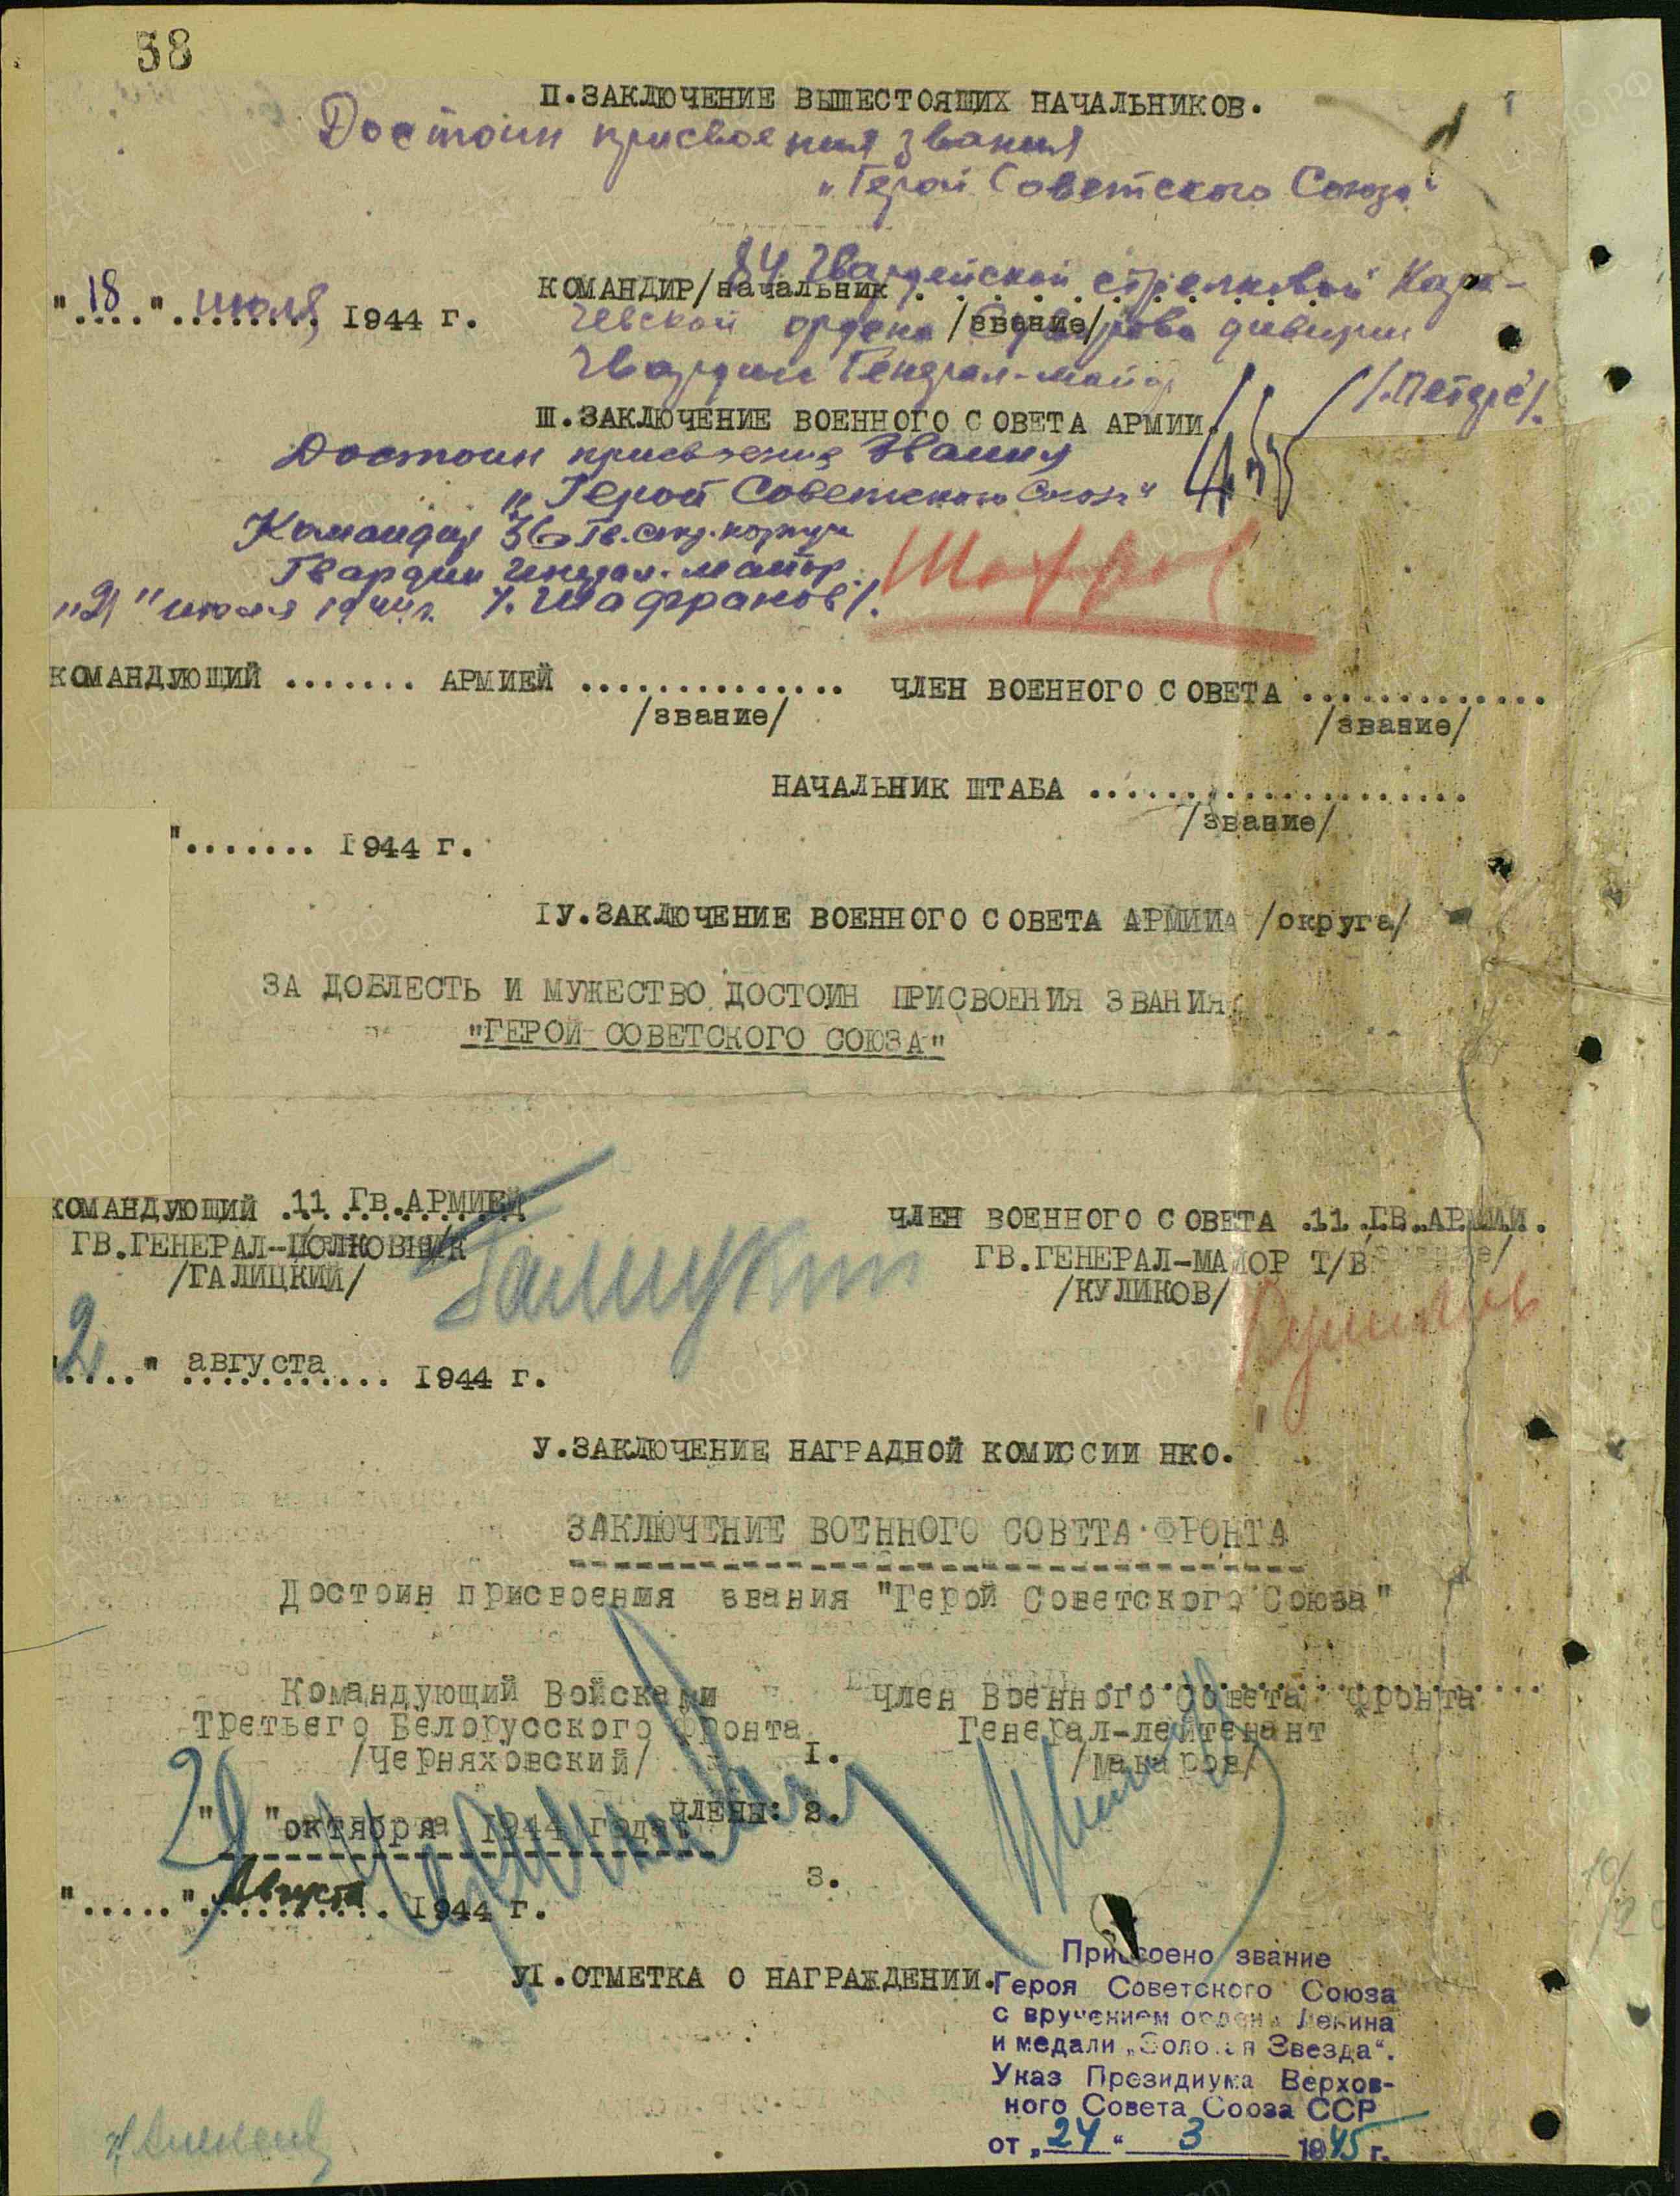 58
П.ЗАКЛЮЧЕНИЕ ВЫШЕСТОЯЩИХ НАЧАЛЬНИКОВ.
Достоин присвоения звания
„Герой Советского Союза“
84 Гвардейской стрелковой Кара-
КОМАНДИР/начальник
"18" июля 1944 г.
чевской ордена Суворова дивизии
/звание/
Гвардии Генерал-майор /Петерс/.
Ш.ЗАКЛЮЧЕНИЕ ВОЕННОГО СОВЕТА АРМИИ.
Достоин присвоения звания
„Герой Советского Союза“
Командир 36 гв. стр. корпуса
Гвардии генерал-майор
"21" июля 1944 г. /Шафранов/.
КОМАНДУЮЩИЙ ....... АРМИЕЙ .............. ЧЛЕН ВОЕННОГО СОВЕТА .............
/звание/ /звание/
НАЧАЛЬНИК ШТАБА ....................
/звание/
"....... 1944 г.
IУ.ЗАКЛЮЧЕНИЕ ВОЕННОГО СОВЕТА АРМИИ /округа/
ЗА ДОБЛЕСТЬ И МУЖЕСТВО ДОСТОИН ПРИСВОЕНИЯ ЗВАНИЯ
"ГЕРОЙ СОВЕТСКОГО СОЮЗА"
КОМАНДУЮЩИЙ 11 ГВ.АРМИЕЙ ЧЛЕН ВОЕННОГО СОВЕТА 11 ГВ.АРМИИ.
ГВ.ГЕНЕРАЛ-ПОЛКОВНИК ГВ.ГЕНЕРАЛ-МАЙОР Т/В
/ГАЛИЦКИЙ/ Галицкий /КУЛИКОВ/ Куликов
"2" августа 1944 г.
У.ЗАКЛЮЧЕНИЕ НАГРАДНОЙ КОМИССИИ НКО.
ЗАКЛЮЧЕНИЕ ВОЕННОГО СОВЕТА ФРОНТА
Достоин присвоения звания "Герой Советского Союза"
Командующий Войсками Член Военного Совета фронта
Третьего Белорусского Фронта Генерал-лейтенант
/Черняховский/ 1. /Макаров/
"29" октября 1944 года. члены: 2.
3.
"....." Августа 1944 г.
УI.ОТМЕТКА О НАГРАЖДЕНИИ.
Присвоено звание
Героя Советского Союза
с вручением ордена Ленина
и медали „Золотая Звезда“.
Указ Президиума Верхов-
ного Совета Союза ССР
от „24“ 3 1945 г.